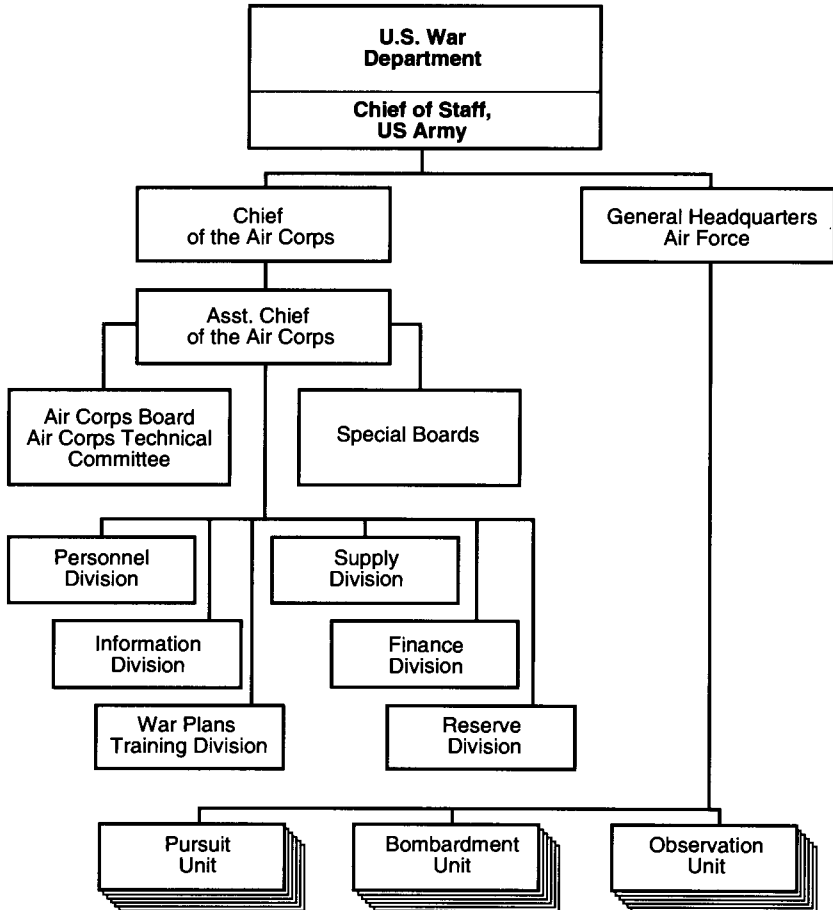 U.S. War
Department
Chief of Staff,
US Army
Chief
of the Air Corps
General Headquarters
Air Force
Asst. Chief
of the Air Corps
Air Corps Board
Air Corps Technical
Committee
Special Boards
Personnel
Division
Supply
Division
Information
Division
Finance
Division
War Plans
Training Division
Reserve
Division
Pursuit
Unit
Bombardment
Unit
Observation
Unit